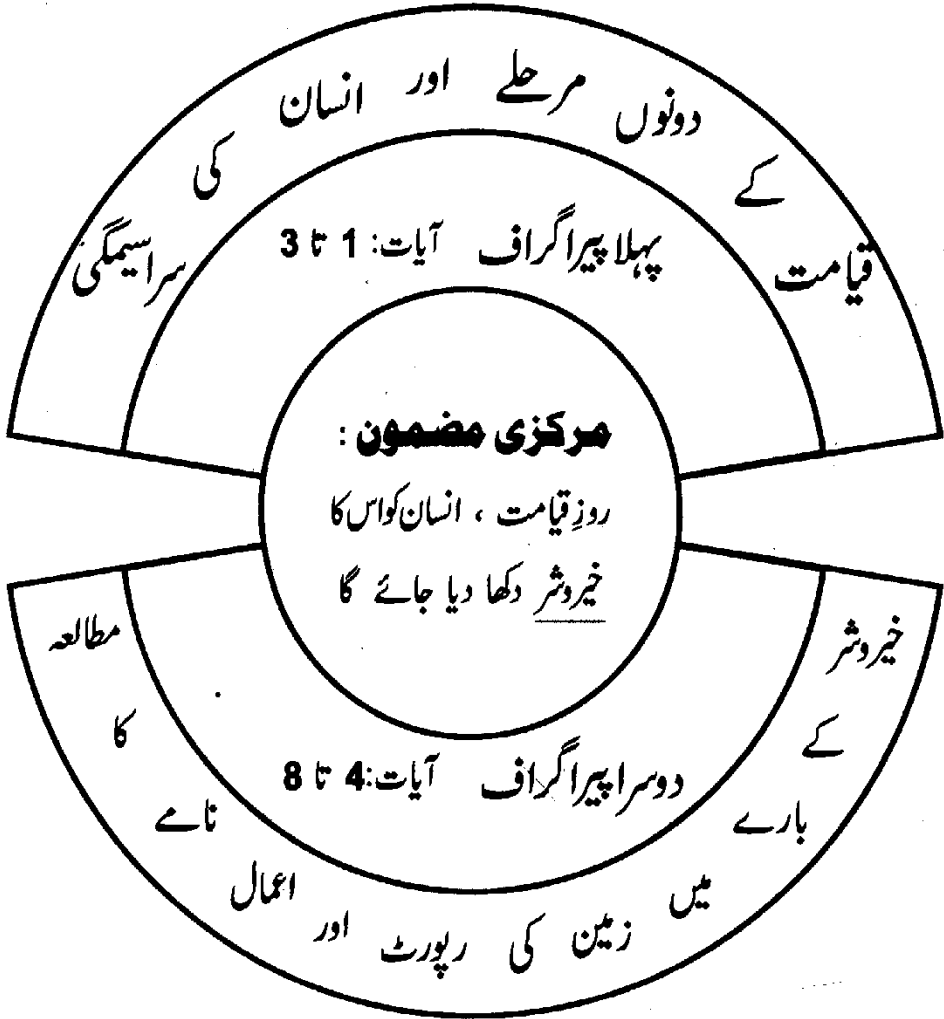 قیامت کے دونوں مرحلے اور انسان کی سراسیمگی
پہلا پیراگراف آیات: 1 تا 3
مرکزی مضمون :
روزِ قیامت ، انسان کو اس کا
خیر و شر دکھا دیا جائے گا
دوسرا پیراگراف آیات: 4 تا 8
خیر و شر کے بارے میں زمین کی رپورٹ اور اعمال نامے کا مطالعہ